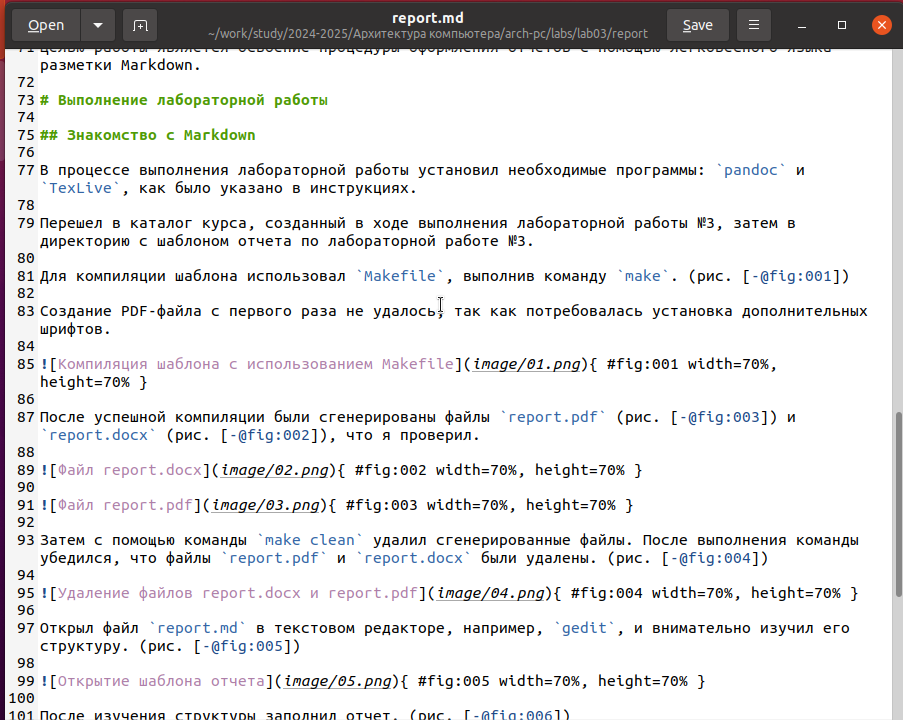 Open
report.md
~/work/study/2024-2025/Архитектура компьютера/arch-pc/labs/lab03/report
Save
71 Целью работы является освоение процедуры оформления отчетов с помощью легковесного языка
разметки Markdown.
72
73 # Выполнение лабораторной работы
74
75 ## Знакомство с Markdown
76
77 В процессе выполнения лабораторной работы установил необходимые программы: `pandoc` и
`TexLive`, как было указано в инструкциях.
78
79 Перешел в каталог курса, созданный в ходе выполнения лабораторной работы №3, затем в
директорию с шаблоном отчета по лабораторной работе №3.
80
81 Для компиляции шаблона использовал `Makefile`, выполнив команду `make`. (рис. [-@fig:001])
82
83 Создание PDF-файла с первого раза не удалось, так как потребовалась установка дополнительных
шрифтов.
84
85 ![Компиляция шаблона с использованием Makefile](image/01.png){ #fig:001 width=70%,
height=70% }
86
87 После успешной компиляции были сгенерированы файлы `report.pdf` (рис. [-@fig:003]) и
`report.docx` (рис. [-@fig:002]), что я проверил.
88
89 ![Файл report.docx](image/02.png){ #fig:002 width=70%, height=70% }
90
91 ![Файл report.pdf](image/03.png){ #fig:003 width=70%, height=70% }
92
93 Затем с помощью команды `make clean` удалил сгенерированные файлы. После выполнения команды
убедился, что файлы `report.pdf` и `report.docx` были удалены. (рис. [-@fig:004])
94
95 ![Удаление файлов report.docx и report.pdf](image/04.png){ #fig:004 width=70%, height=70% }
96
97 Открыл файл `report.md` в текстовом редакторе, например, `gedit`, и внимательно изучил его
структуру. (рис. [-@fig:005])
98
99 ![Открытие шаблона отчета](image/05.png){ #fig:005 width=70%, height=70% }
100
101 После изучения структуры заполнил отчет. (рис. [-@fig:006])